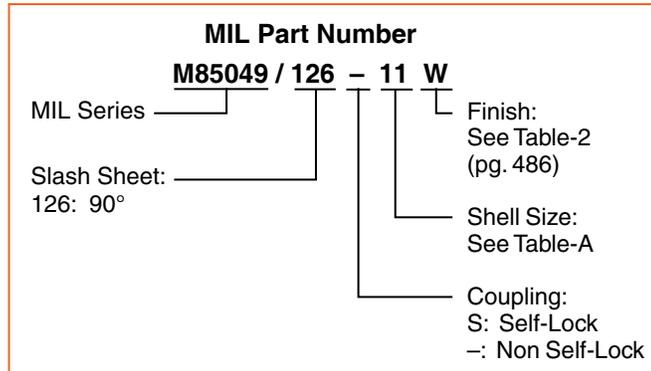 MIL Part Number
M85049 / 126 – 11 W
MIL Series
Finish:
See Table-2
(pg. 486)
Slash Sheet:
126: 90°
Shell Size:
See Table-A
Coupling:
S: Self-Lock
–: Non Self-Lock